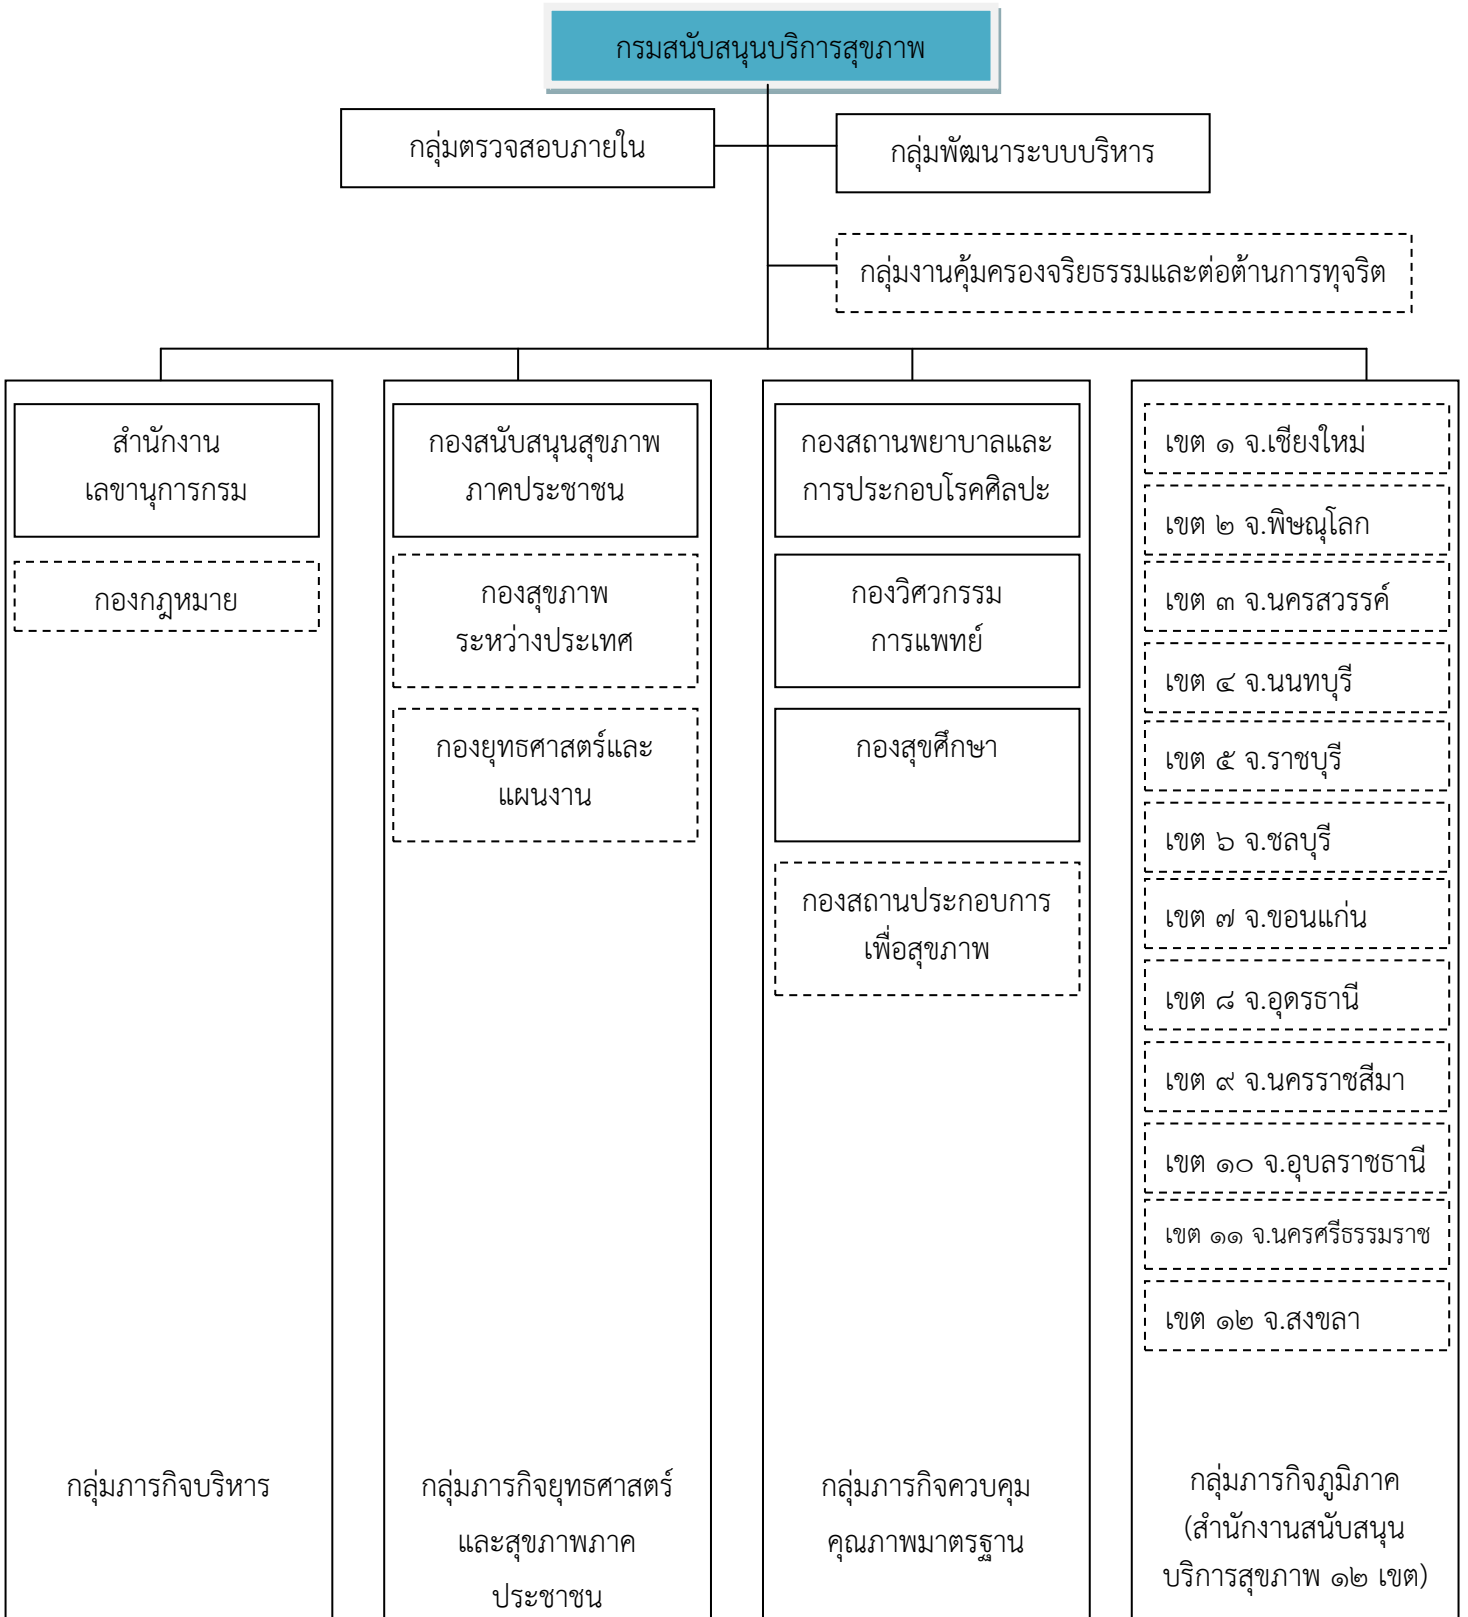 กรมสนับสนุนบริการสุขภาพ
กลุ่มตรวจสอบภายใน
กลุ่มพัฒนาระบบบริหาร
กลุ่มงานคุ้มครองจริยธรรมและต่อต้านการทุจริต
สำนักงาน
เลขานุการกรม
กองกฎหมาย
กลุ่มภารกิจบริหาร
กองสนับสนุนสุขภาพ
ภาคประชาชน
กองสุขภาพ
ระหว่างประเทศ
กองยุทธศาสตร์และ
แผนงาน
กลุ่มภารกิจยุทธศาสตร์
และสุขภาพภาค
ประชาชน
กองสถานพยาบาลและ
การประกอบโรคศิลปะ
กองวิศวกรรม
การแพทย์
กองสุขศึกษา
กองสถานประกอบการ
เพื่อสุขภาพ
กลุ่มภารกิจควบคุม
คุณภาพมาตรฐาน
เขต ๑ จ.เชียงใหม่
เขต ๒ จ.พิษณุโลก
เขต ๓ จ.นครสวรรค์
เขต ๔ จ.นนทบุรี
เขต ๕ จ.ราชบุรี
เขต ๖ จ.ชลบุรี
เขต ๗ จ.ขอนแก่น
เขต ๘ จ.อุดรธานี
เขต ๙ จ.นครราชสีมา
เขต ๑๐ จ.อุบลราชธานี
เขต ๑๑ จ.นครศรีธรรมราช
เขต ๑๒ จ.สงขลา
กลุ่มภารกิจภูมิภาค
(สำนักงานสนับสนุน
บริการสุขภาพ ๑๒ เขต)